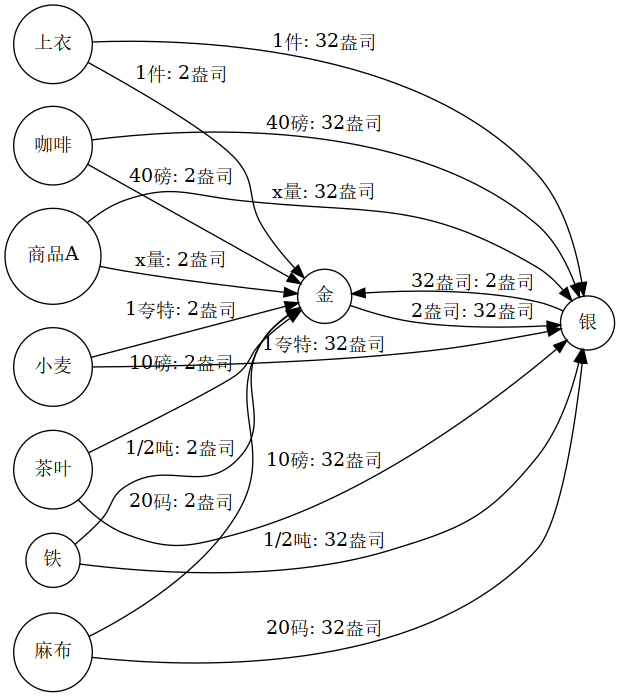 上衣
1件: 32盎司
1件: 2盎司
咖啡
40磅: 32盎司
40磅: 2盎司
x量: 32盎司
商品A
x量: 2盎司
32盎司: 2盎司
金
1夸特: 2盎司
2盎司: 32盎司
银
小麦
10磅: 2盎司
1夸特: 32盎司
茶叶
1/2吨: 2盎司
10磅: 32盎司
20码: 2盎司
铁
1/2吨: 32盎司
20码: 32盎司
麻布